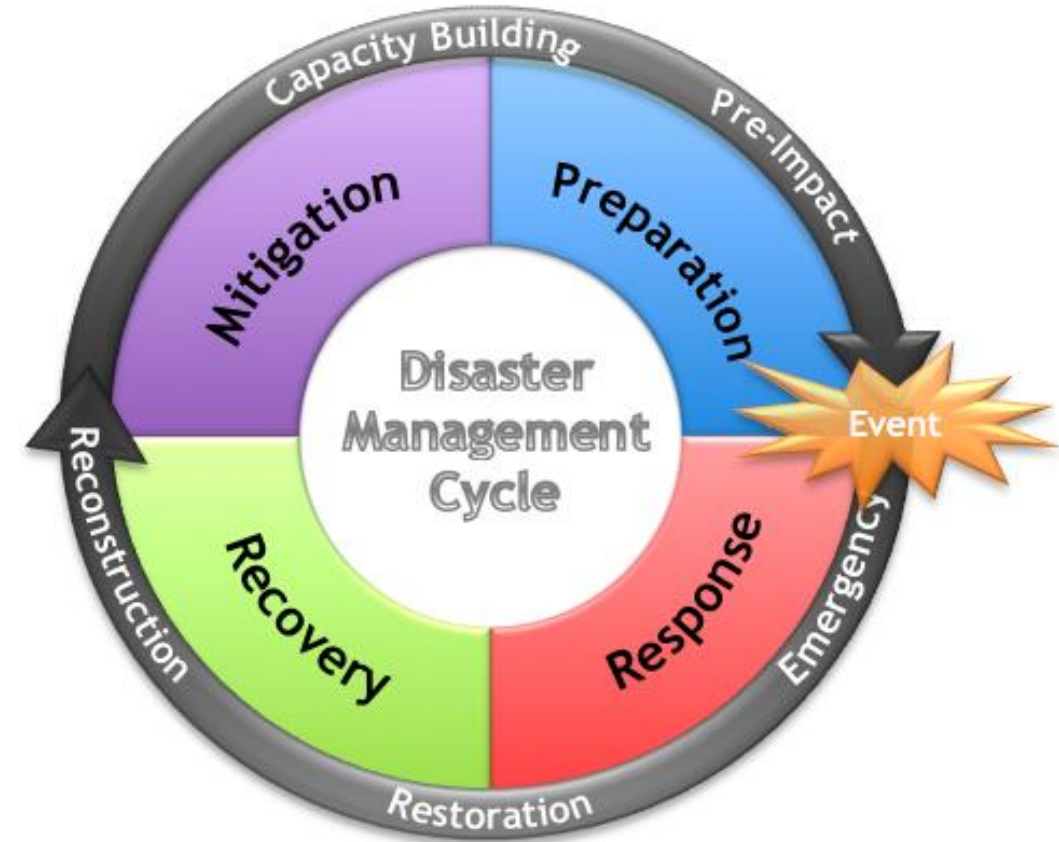 Capacity Building
Pre-Impact
Mitigation
Preparation
Disaster
Management
Cycle
Event
Reconstruction
Recovery
Response
Emergency
Restoration